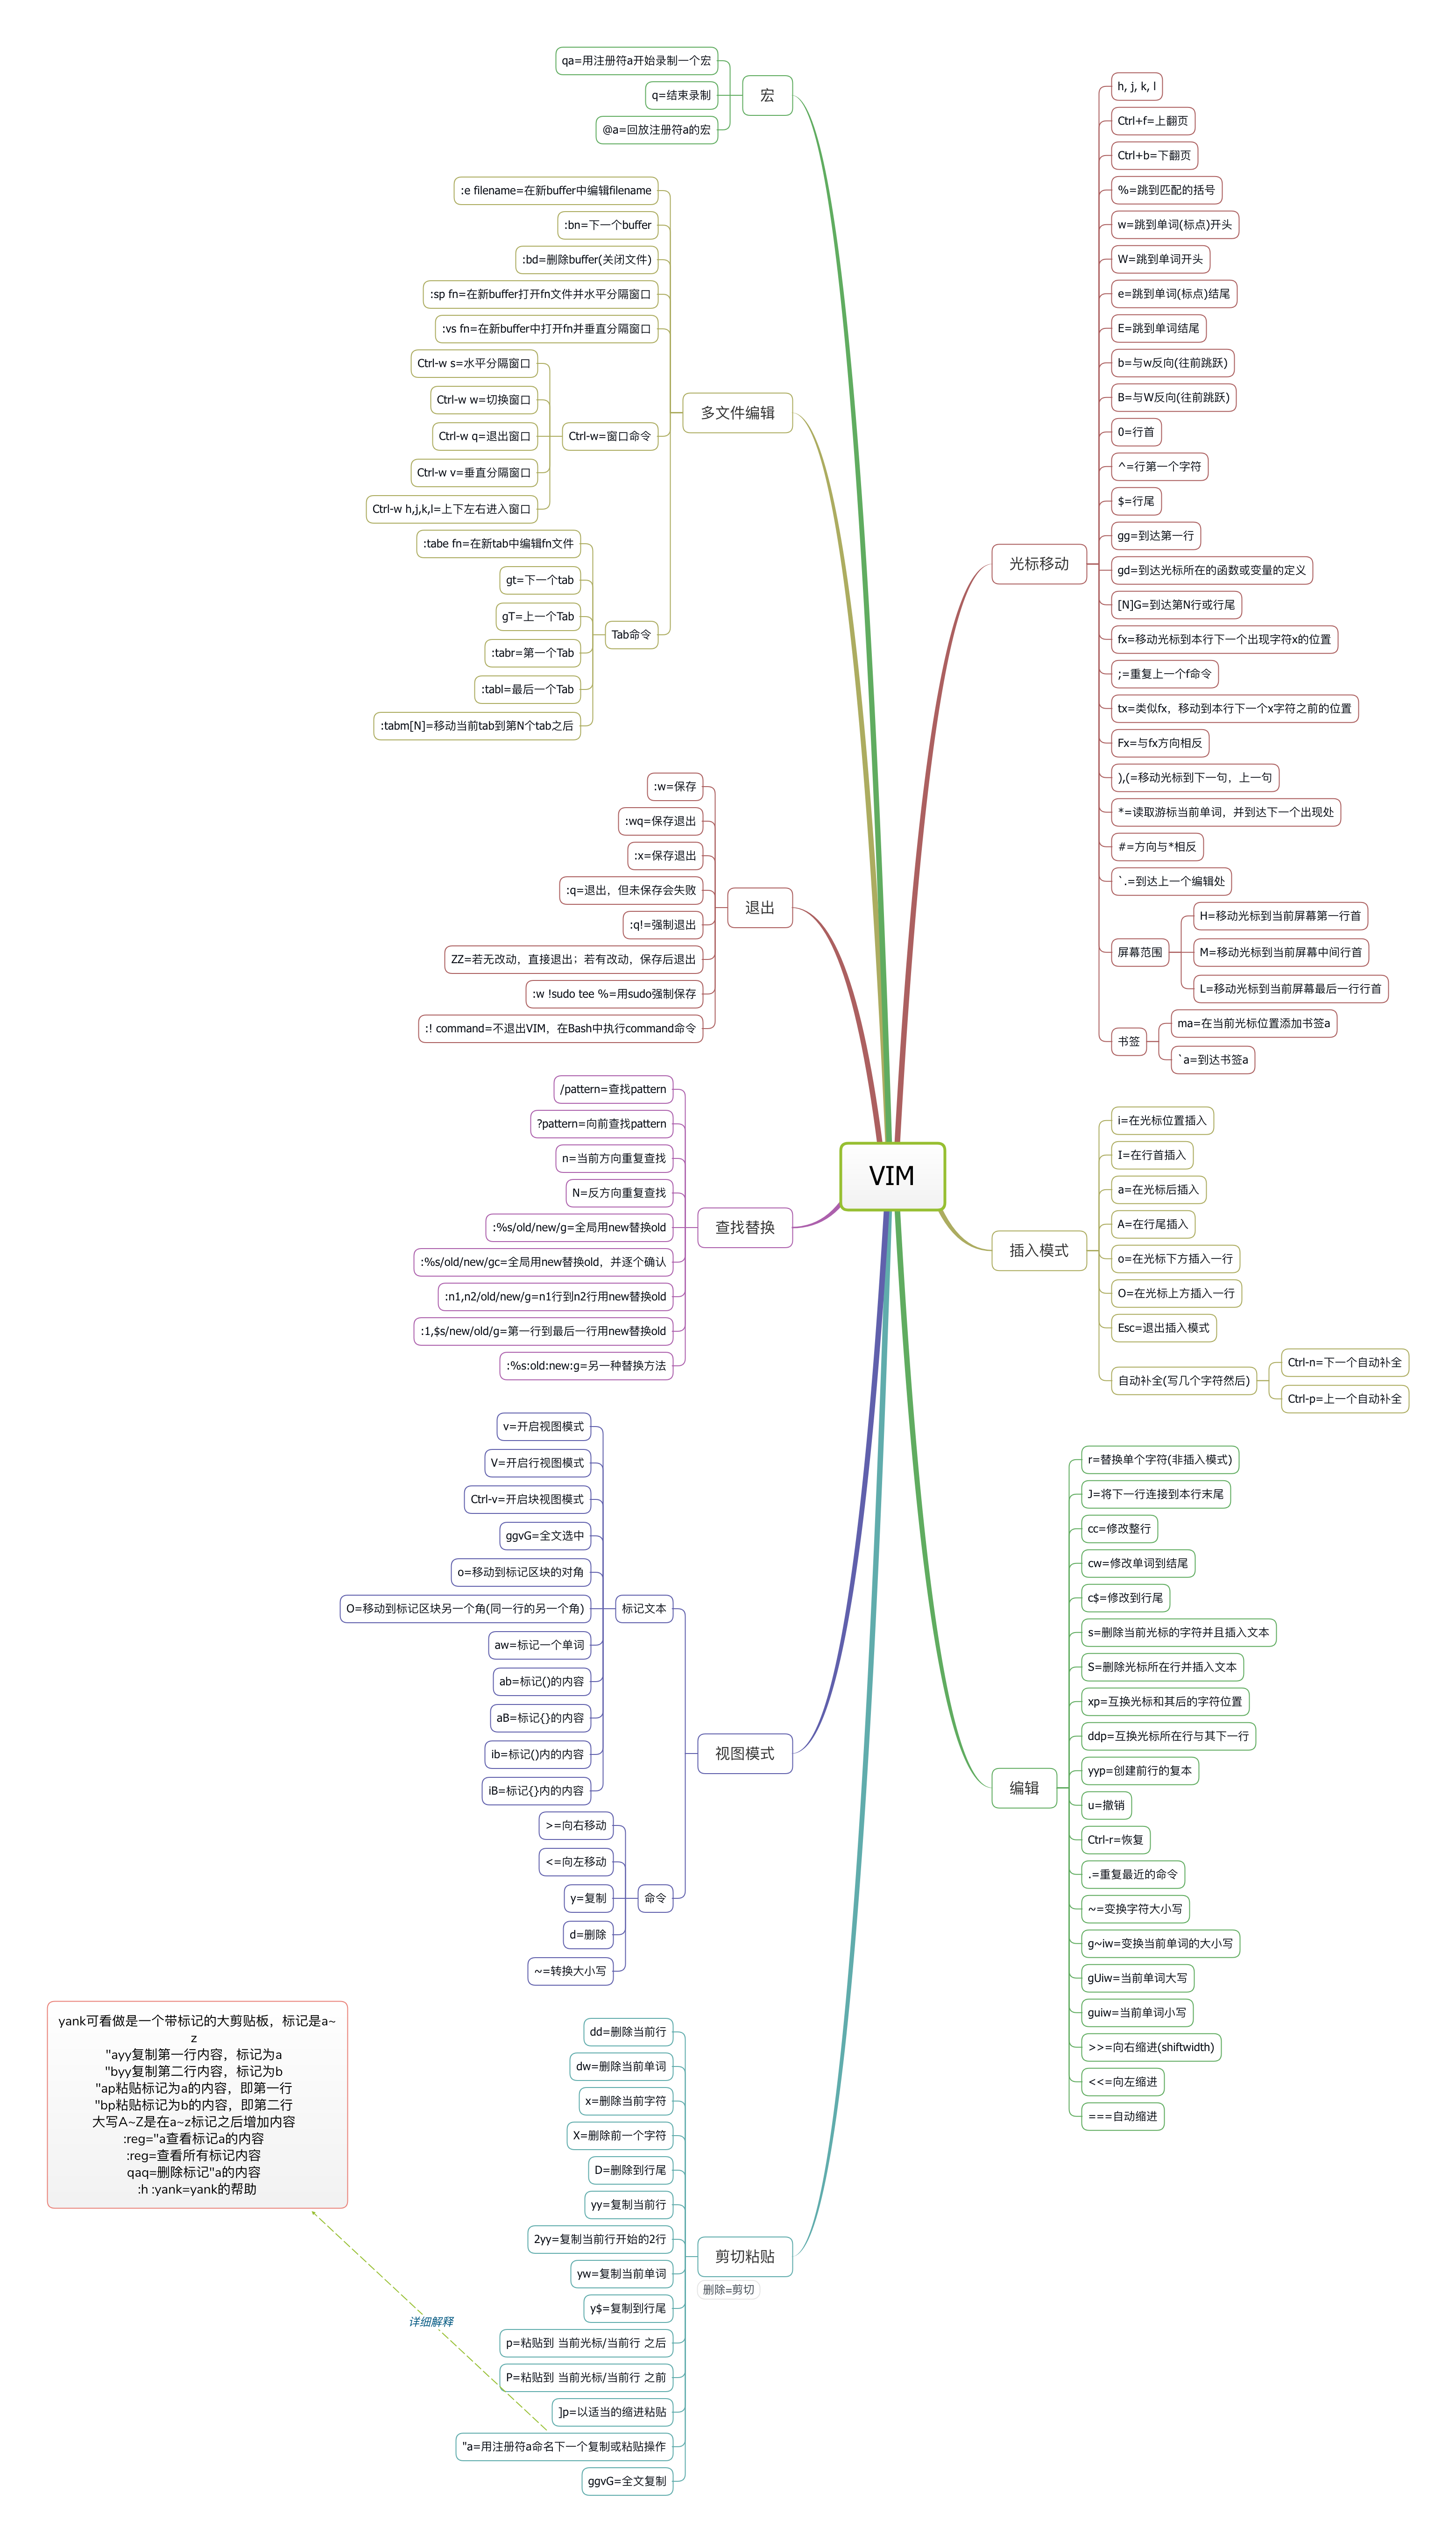 VIM
宏
qa=用注册符a开始录制一个宏
q=结束录制
@a=回放注册符a的宏
多文件编辑
:e filename=在新buffer中编辑filename
:bn=下一个buffer
:bd=删除buffer(关闭文件)
:sp fn=在新buffer打开fn文件并水平分隔窗口
:vs fn=在新buffer中打开fn并垂直分隔窗口
Ctrl-w=窗口命令
Ctrl-w s=水平分隔窗口
Ctrl-w w=切换窗口
Ctrl-w q=退出窗口
Ctrl-w v=垂直分隔窗口
Ctrl-w h,j,k,l=上下左右进入窗口
Tab命令
:tabe fn=在新tab中编辑fn文件
gt=下一个tab
gT=上一个Tab
:tabr=第一个Tab
:tabl=最后一个Tab
:tabm[N]=移动当前tab到第N个tab之后
退出
:w=保存
:wq=保存退出
:x=保存退出
:q=退出，但未保存会失败
:q!=强制退出
ZZ=若无改动，直接退出；若有改动，保存后退出
:w !sudo tee %=用sudo强制保存
:! command=不退出VIM，在Bash中执行command命令
查找替换
/pattern=查找pattern
?pattern=向前查找pattern
n=当前方向重复查找
N=反方向重复查找
:%s/old/new/g=全局用new替换old
:%s/old/new/gc=全局用new替换old，并逐个确认
:n1,n2/old/new/g=n1行到n2行用new替换old
:1,$s/new/old/g=第一行到最后一行用new替换old
:%s:old:new:g=另一种替换方法
视图模式
标记文本
v=开启视图模式
V=开启行视图模式
Ctrl-v=开启块视图模式
ggvG=全文选中
o=移动到标记区块的对角
O=移动到标记区块另一个角(同一行的另一个角)
aw=标记一个单词
ab=标记()的内容
aB=标记{}的内容
ib=标记()内的内容
iB=标记{}内的内容
命令
>=向右移动
<=向左移动
y=复制
d=删除
~=转换大小写
剪切粘贴
删除=剪切
dd=删除当前行
dw=删除当前单词
x=删除当前字符
X=删除前一个字符
D=删除到行尾
yy=复制当前行
2yy=复制当前行开始的2行
yw=复制当前单词
y$=复制到行尾
p=粘贴到 当前光标/当前行 之后
P=粘贴到 当前光标/当前行 之前
]p=以适当的缩进粘贴
"a=用注册符a命名下一个复制或粘贴操作
ggvG=全文复制
详细解释
yank可看做是一个带标记的大剪贴板，标记是a~
z
"ayy复制第一行内容，标记为a
"byy复制第二行内容，标记为b
"ap粘贴标记为a的内容，即第一行
"bp粘贴标记为b的内容，即第二行
大写A~Z是在a~z标记之后增加内容
:reg="a查看标记a的内容
:reg=查看所有标记内容
qaq=删除标记"a的内容
:h :yank=yank的帮助
光标移动
h, j, k, l
Ctrl+f=上翻页
Ctrl+b=下翻页
%=跳到匹配的括号
w=跳到单词(标点)开头
W=跳到单词开头
e=跳到单词(标点)结尾
E=跳到单词结尾
b=与w反向(往前跳跃)
B=与W反向(往前跳跃)
0=行首
^=行第一个字符
$=行尾
gg=到达第一行
gd=到达光标所在的函数或变量的定义
[N]G=到达第N行或行尾
fx=移动光标到本行下一个出现字符x的位置
;=重复上一个f命令
tx=类似fx，移动到本行下一个x字符之前的位置
Fx=与fx方向相反
),(=移动光标到下一句，上一句
*=读取游标当前单词，并到达下一个出现处
#=方向与*相反
`.=到达上一个编辑处
屏幕范围
H=移动光标到当前屏幕第一行首
M=移动光标到当前屏幕中间行首
L=移动光标到当前屏幕最后一行行首
书签
ma=在当前光标位置添加书签a
`a=到达书签a
插入模式
i=在光标位置插入
I=在行首插入
a=在光标后插入
A=在行尾插入
o=在光标下方插入一行
O=在光标上方插入一行
Esc=退出插入模式
自动补全(写几个字符然后)
Ctrl-n=下一个自动补全
Ctrl-p=上一个自动补全
编辑
r=替换单个字符(非插入模式)
J=将下一行连接到本行末尾
cc=修改整行
cw=修改单词到结尾
c$=修改到行尾
s=删除当前光标的字符并且插入文本
S=删除光标所在行并插入文本
xp=互换光标和其后的字符位置
ddp=互换光标所在行与其下一行
yyp=创建前行的复本
u=撤销
Ctrl-r=恢复
.=重复最近的命令
~=变换字符大小写
g~iw=变换当前单词的大小写
gUiw=当前单词大写
guiw=当前单词小写
>>=向右缩进(shiftwidth)
<<=向左缩进
===自动缩进